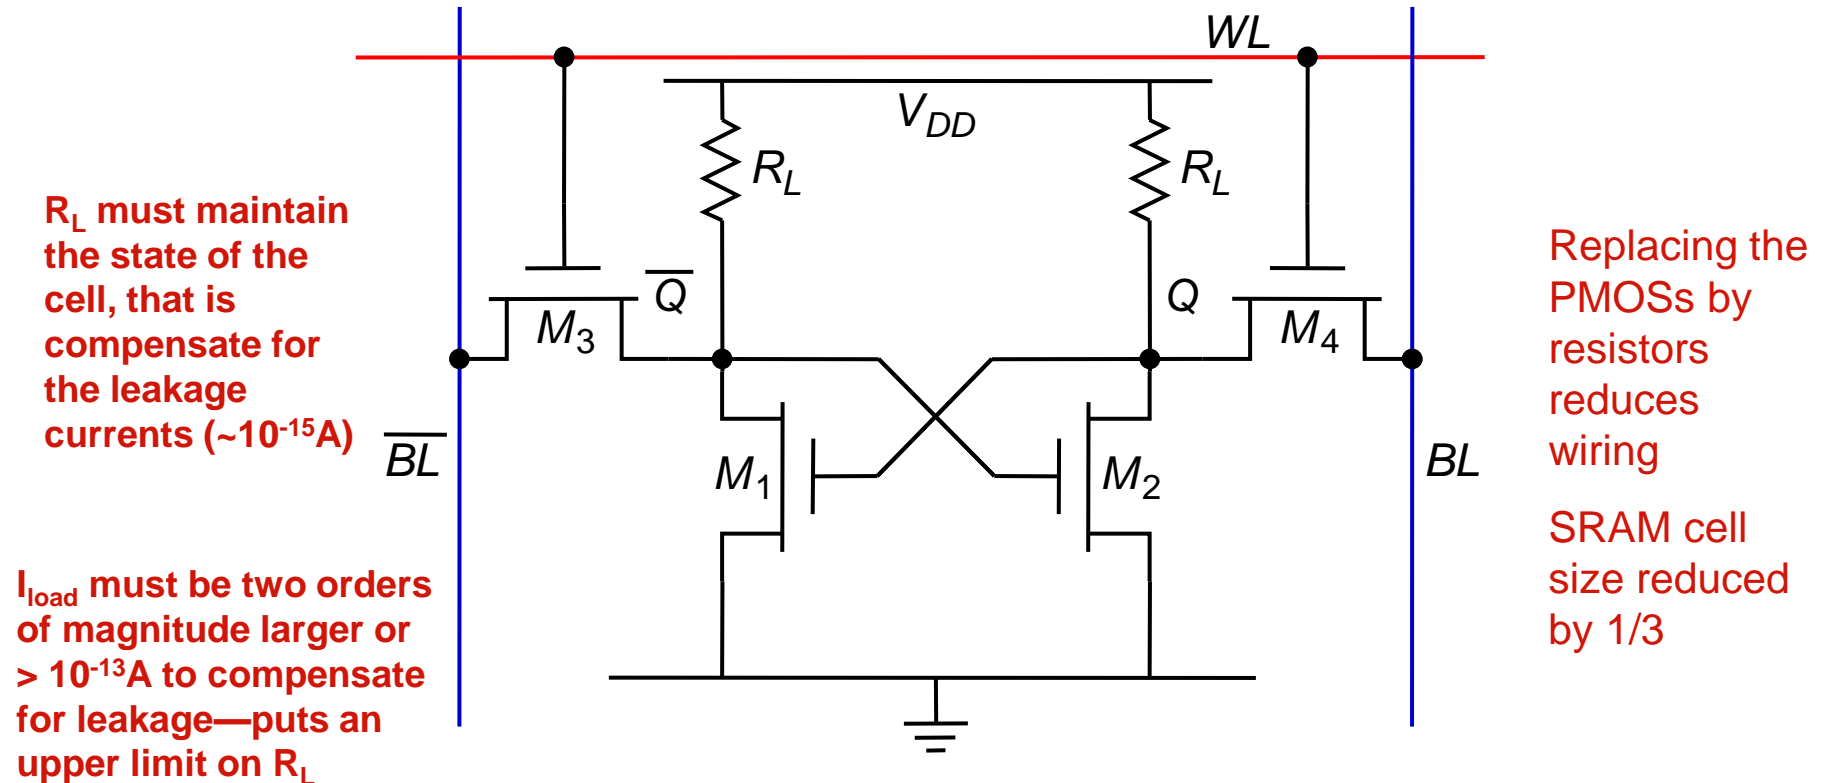 WL
V_DD
R_L
R_L
R_L must maintain
the state of the
cell, that is
compensate for
the leakage
currents (~10^-15A)
Q̅
Q
M_3
M_4
B̅L̅
M_1
M_2
BL
I_load must be two orders
of magnitude larger or
> 10^-13A to compensate
for leakage—puts an
upper limit on R_L
Replacing the
PMOSs by
resistors
reduces
wiring
SRAM cell
size reduced
by 1/3